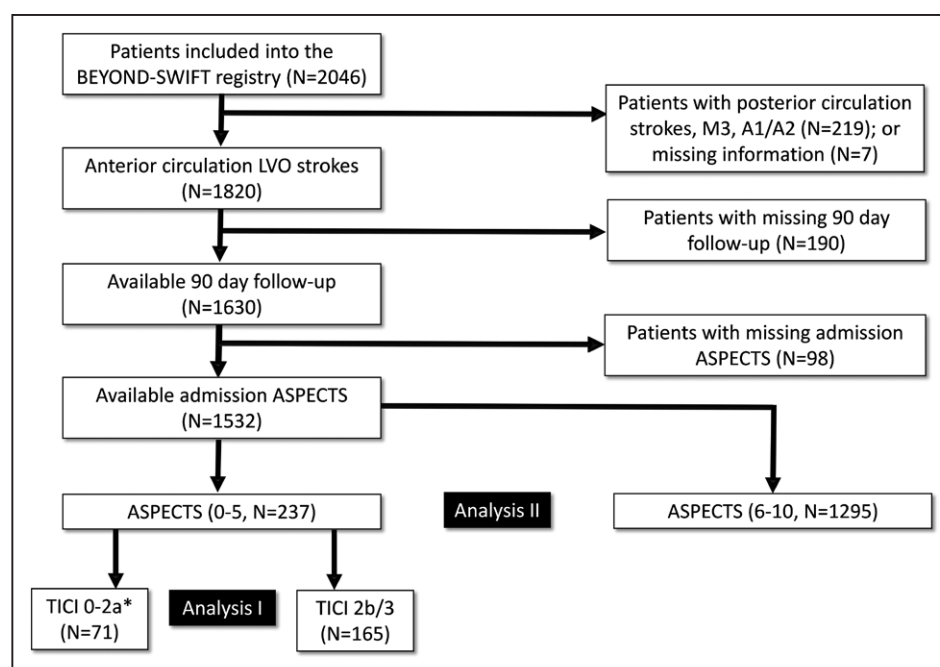 Patients included into the
BEYOND-SWIFT registry (N=2046)
Patients with posterior circulation
strokes, M3, A1/A2 (N=219); or
missing information (N=7)
Anterior circulation LVO strokes
(N=1820)
Patients with missing 90 day
follow-up (N=190)
Available 90 day follow-up
(N=1630)
Patients with missing admission
ASPECTS (N=98)
Available admission ASPECTS
(N=1532)
ASPECTS (0-5, N=237)
Analysis II
ASPECTS (6-10, N=1295)
TICI 0-2a*
(N=71)
Analysis I
TICI 2b/3
(N=165)